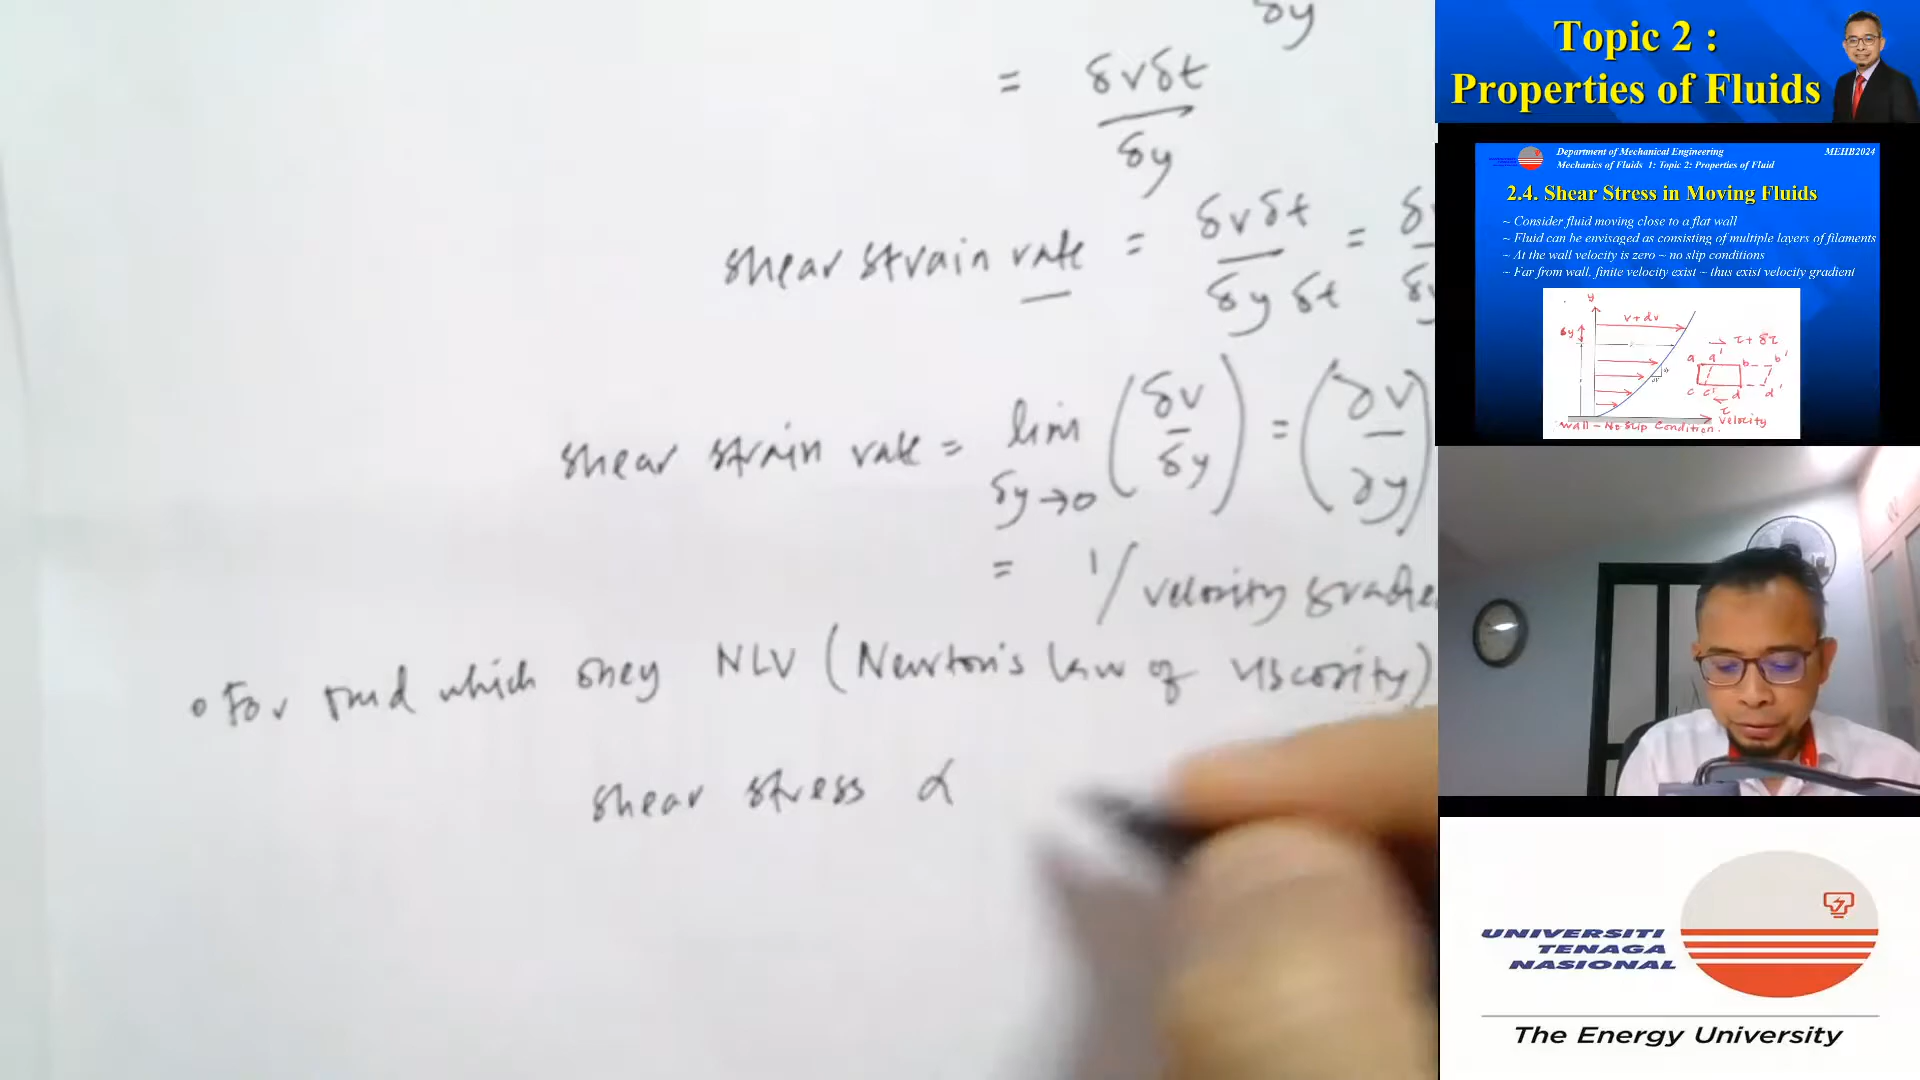 δy
= δvδt
δy
shear strain rate = δvδt = δ
δy δt
shear strain rate = lim (δv) = (∂v)
δy→0 δy ∂y
= 1/velocity gradie
• For which obey NLV (Newton's law of viscosity)
shear stress α
Topic 2 :
Properties of Fluids
Department of Mechanical Engineering MEHB2024
Mechanics of Fluids 1: Topic 2: Properties of Fluid
2.4. Shear Stress in Moving Fluids
~ Consider fluid moving close to a flat wall
~ Fluid can be envisaged as consisting of multiple layers of filaments
~ At the wall velocity is zero ~ no slip conditions
~ Far from wall, finite velocity exist ~ thus exist velocity gradient
y
v+dv
δy
τ + δτ
a a' b b'
c c' d d'
τ
velocity
Wall - No slip condition.
UNIVERSITI
TENAGA
NASIONAL
The Energy University